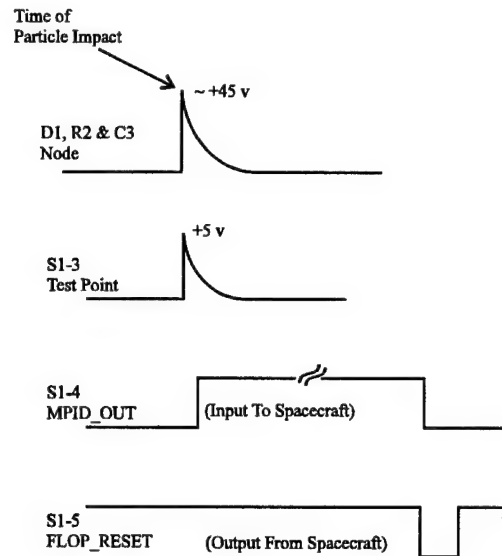 Time of
Particle Impact
~ +45 v
D1, R2 & C3
Node
+5 v
S1-3
Test Point
S1-4
MPID_OUT
(Input To Spacecraft)
S1-5
FLOP_RESET
(Output From Spacecraft)